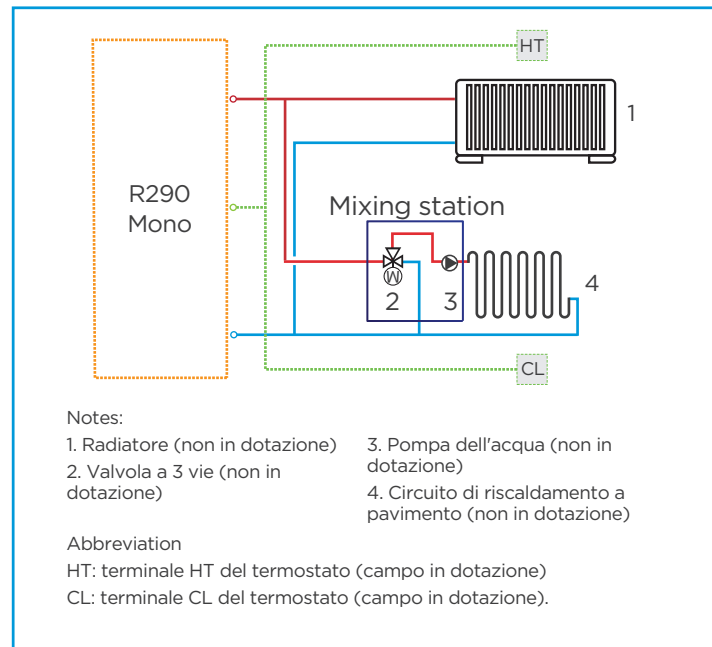 HT
1
R290
Mono
Mixing station
2
3
4
CL
Notes:
1. Radiatore (non in dotazione)
2. Valvola a 3 vie (non in
dotazione)
3. Pompa dell'acqua (non in
dotazione)
4. Circuito di riscaldamento a
pavimento (non in dotazione)
Abbreviation
HT: terminale HT del termostato (campo in dotazione)
CL: terminale CL del termostato (campo in dotazione).